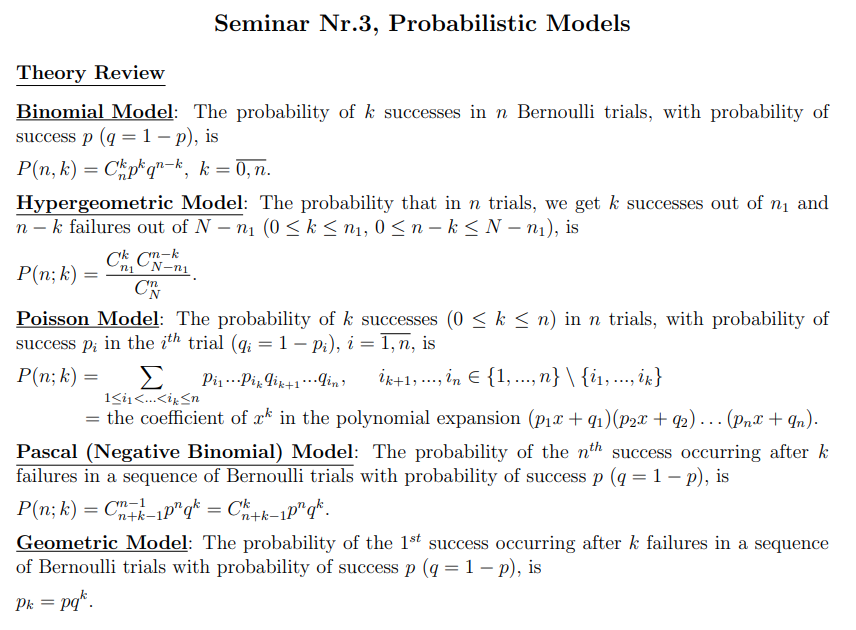 Seminar Nr.3, Probabilistic Models
Theory Review
Binomial Model: The probability of k successes in n Bernoulli trials, with probability of
success p (q = 1 − p), is
P(n, k) = C_n^k p^k q^{n−k}, k = \overline{0, n}.
Hypergeometric Model: The probability that in n trials, we get k successes out of n_1 and
n − k failures out of N − n_1 (0 ≤ k ≤ n_1, 0 ≤ n − k ≤ N − n_1), is
P(n; k) = \frac{C_{n_1}^k C_{N−n_1}^{n−k}}{C_N^n}.
Poisson Model: The probability of k successes (0 ≤ k ≤ n) in n trials, with probability of
success p_i in the i^{th} trial (q_i = 1 − p_i), i = \overline{1, n}, is
P(n; k) = \sum_{1≤i_1<...<i_k≤n} p_{i_1}...p_{i_k} q_{i_{k+1}}...q_{i_n}, i_{k+1}, ..., i_n ∈ {1, ..., n} \ {i_1, ..., i_k}
= the coefficient of x^k in the polynomial expansion (p_1x + q_1)(p_2x + q_2) . . . (p_nx + q_n).
Pascal (Negative Binomial) Model: The probability of the n^{th} success occurring after k
failures in a sequence of Bernoulli trials with probability of success p (q = 1 − p), is
P(n; k) = C_{n+k−1}^{n−1} p^n q^k = C_{n+k−1}^k p^n q^k.
Geometric Model: The probability of the 1^{st} success occurring after k failures in a sequence
of Bernoulli trials with probability of success p (q = 1 − p), is
p_k = pq^k.